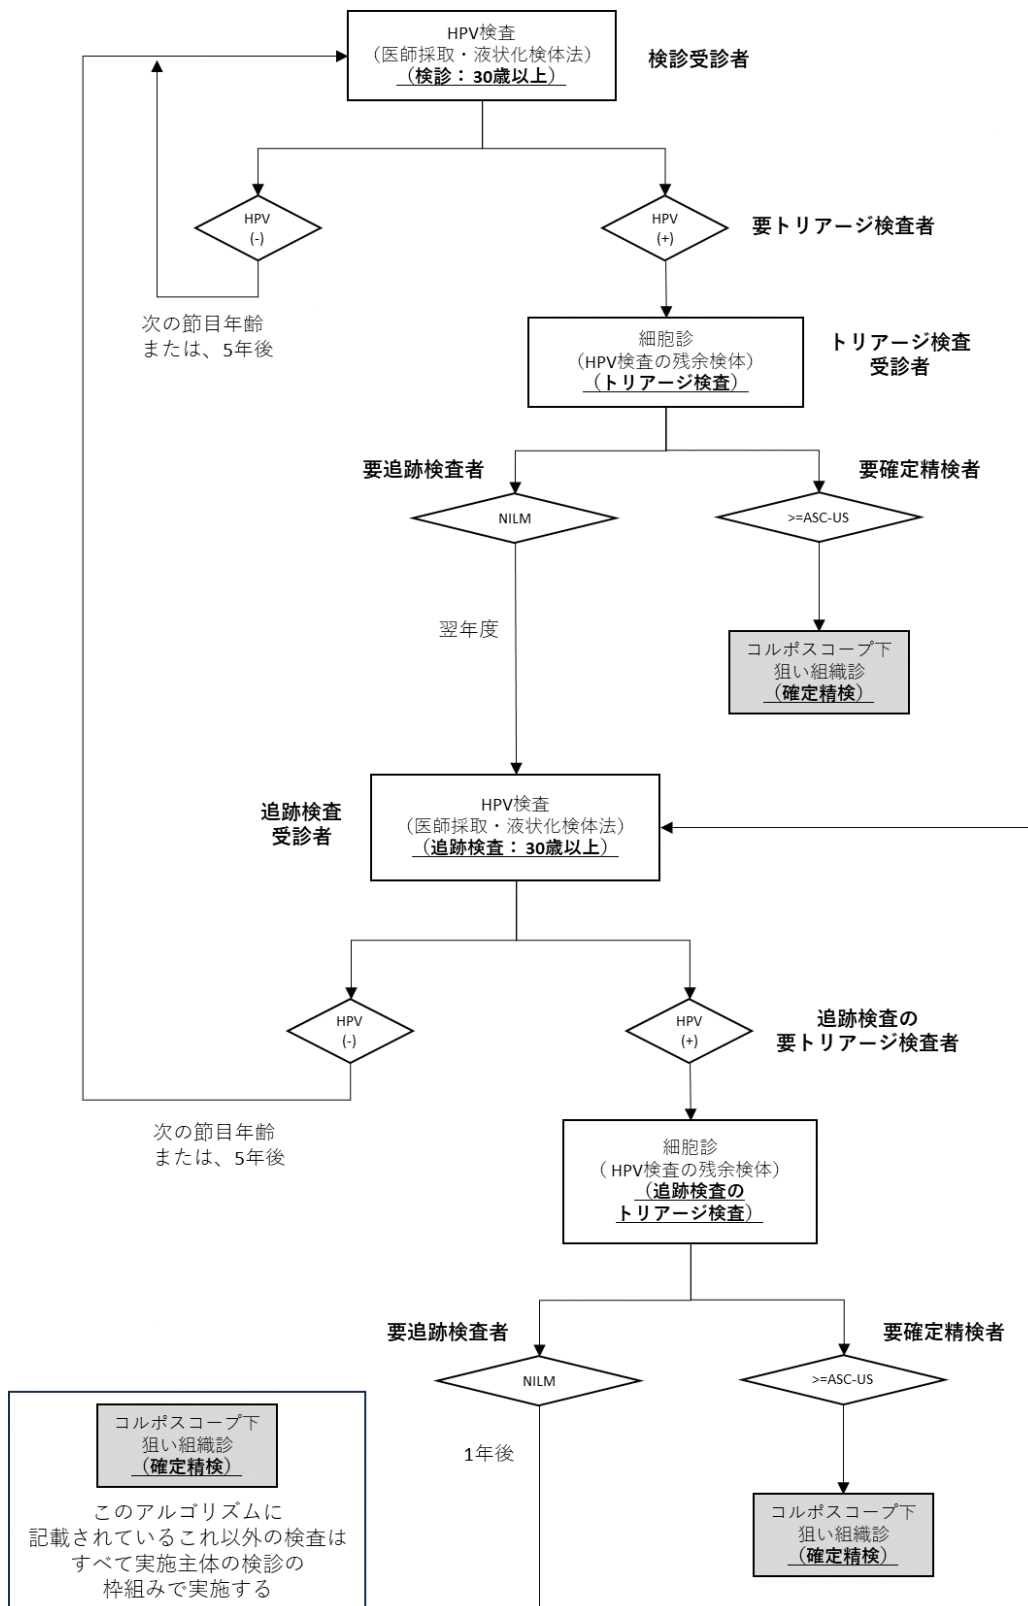 HPV検査
（医師採取・液状化検体法）
（検診：30歳以上）
検診受診者
HPV
(-)
HPV
(+)
要トリアージ検査者
次の節目年齢
または、5年後
細胞診
（HPV検査の残余検体）
（トリアージ検査）
トリアージ検査
受診者
要追跡検査者
要確定精検者
NILM
>=ASC-US
翌年度
コルポスコープ下
狙い組織診
（確定精検）
追跡検査
受診者
HPV検査
（医師採取・液状化検体法）
（追跡検査：30歳以上）
HPV
(-)
HPV
(+)
追跡検査の
要トリアージ検査者
次の節目年齢
または、5年後
細胞診
（HPV検査の残余検体）
（追跡検査の
トリアージ検査）
要追跡検査者
要確定精検者
NILM
>=ASC-US
1年後
コルポスコープ下
狙い組織診
（確定精検）
コルポスコープ下
狙い組織診
（確定精検）
このアルゴリズムに
記載されているこれ以外の検査は
すべて実施主体の検診の
枠組みで実施する